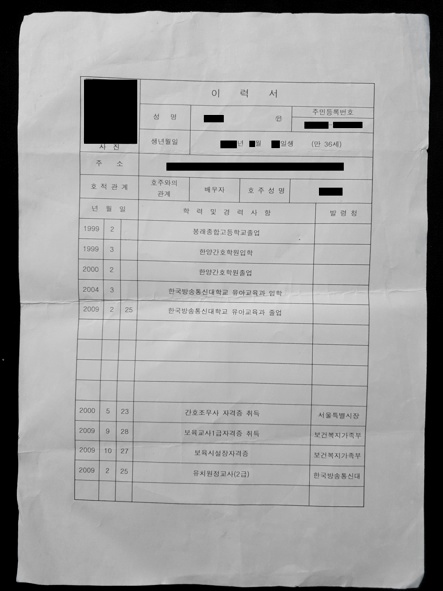 이 력 서
성 명
인
주민등록번호
-
사 진
생년월일
년 월 일생 (만 36세)
주 소
호 적 관 계
호주와의 관계
배우자
호 주 성 명
년 월 일
학 력 및 경 력 사 항
발 령 청
1999 2 봉래종합고등학교졸업
1999 3 한양간호학원입학
2000 2 한양간호학원졸업
2004 3 한국방송통신대학교 유아교육과 입학
2009 2 25 한국방송통신대학교 유아교육과 졸업
2000 5 23 간호조무사 자격증 취득 서울특별시장
2009 9 28 보육교사1급자격증 취득 보건복지가족부
2009 10 27 보육시설장자격증 보건복지가족부
2009 2 25 유치원정교사(2급) 한국방송통신대